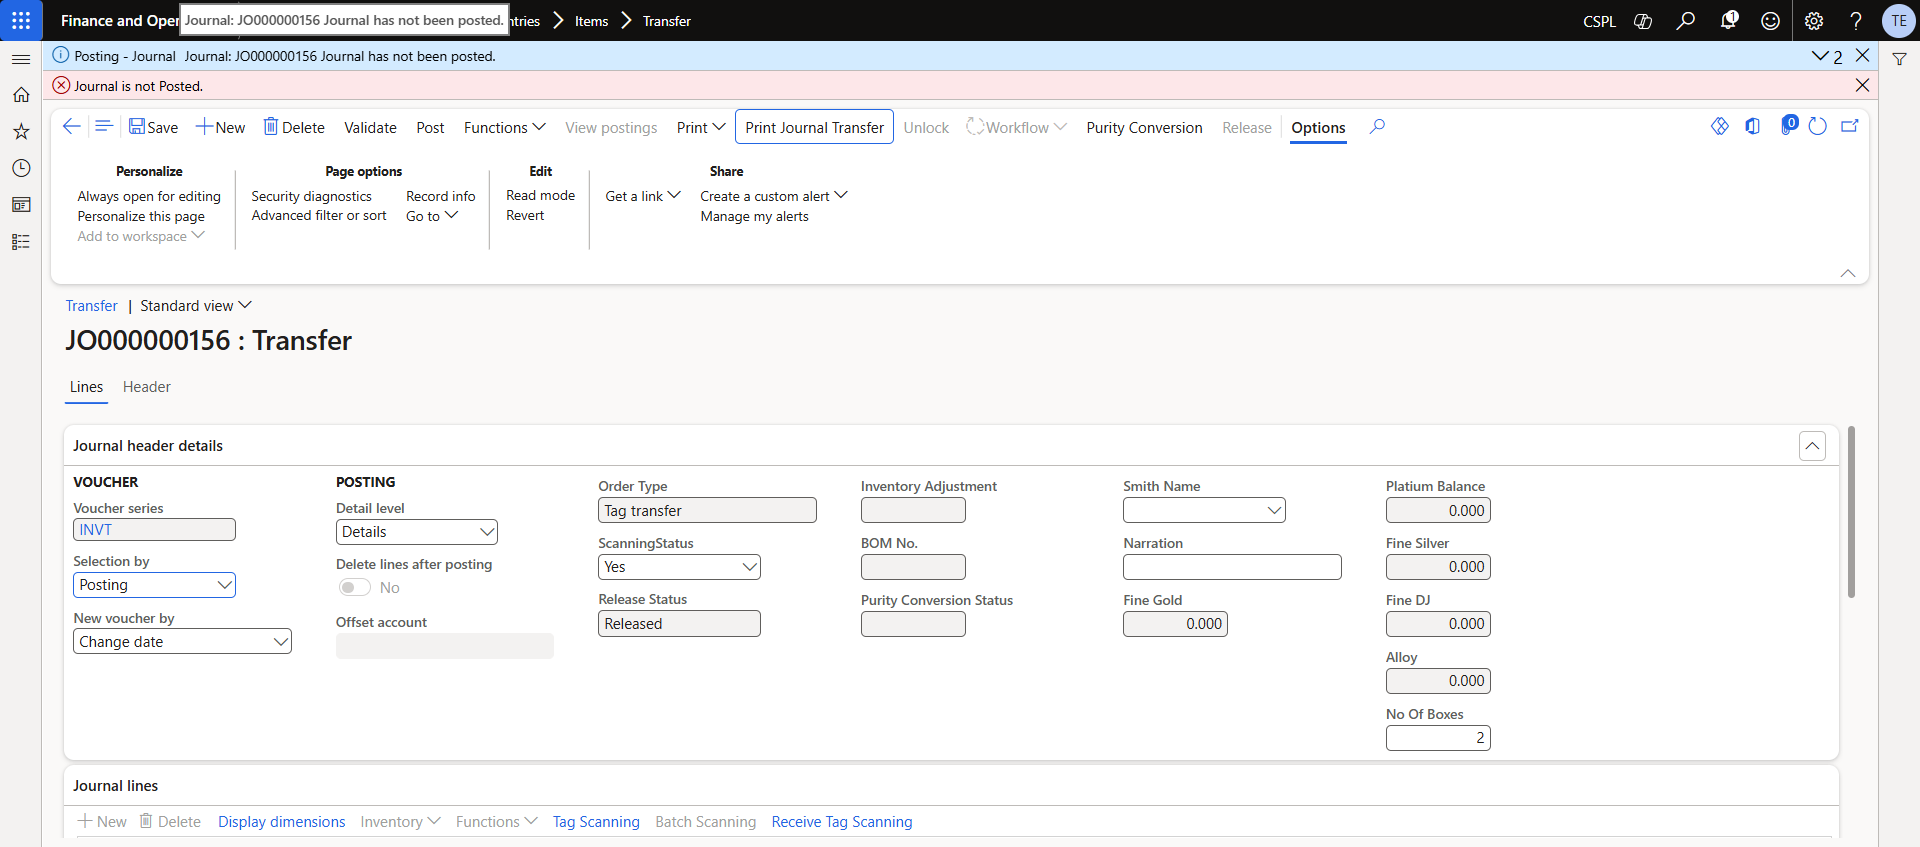 Finance and Oper
Journal: JO000000156 Journal has not been posted.
ntries
Items
Transfer
CSPL
1
TE
Posting - Journal Journal: JO000000156 Journal has not been posted.
2
Journal is not Posted.
Save
New
Delete
Validate
Post
Functions
View postings
Print
Print Journal Transfer
Unlock
Workflow
Purity Conversion
Release
Options
0
Personalize
Always open for editing
Personalize this page
Add to workspace
Page options
Security diagnostics
Advanced filter or sort
Record info
Go to
Edit
Read mode
Revert
Share
Get a link
Create a custom alert
Manage my alerts
Transfer | Standard view
JO000000156 : Transfer
Lines
Header
Journal header details
VOUCHER
Voucher series
INVT
Selection by
Posting
New voucher by
Change date
POSTING
Detail level
Details
Delete lines after posting
No
Offset account
Order Type
Tag transfer
ScanningStatus
Yes
Release Status
Released
Inventory Adjustment
BOM No.
Purity Conversion Status
Smith Name
Narration
Fine Gold
0.000
Platium Balance
0.000
Fine Silver
0.000
Fine DJ
0.000
Alloy
0.000
No Of Boxes
2
Journal lines
New
Delete
Display dimensions
Inventory
Functions
Tag Scanning
Batch Scanning
Receive Tag Scanning